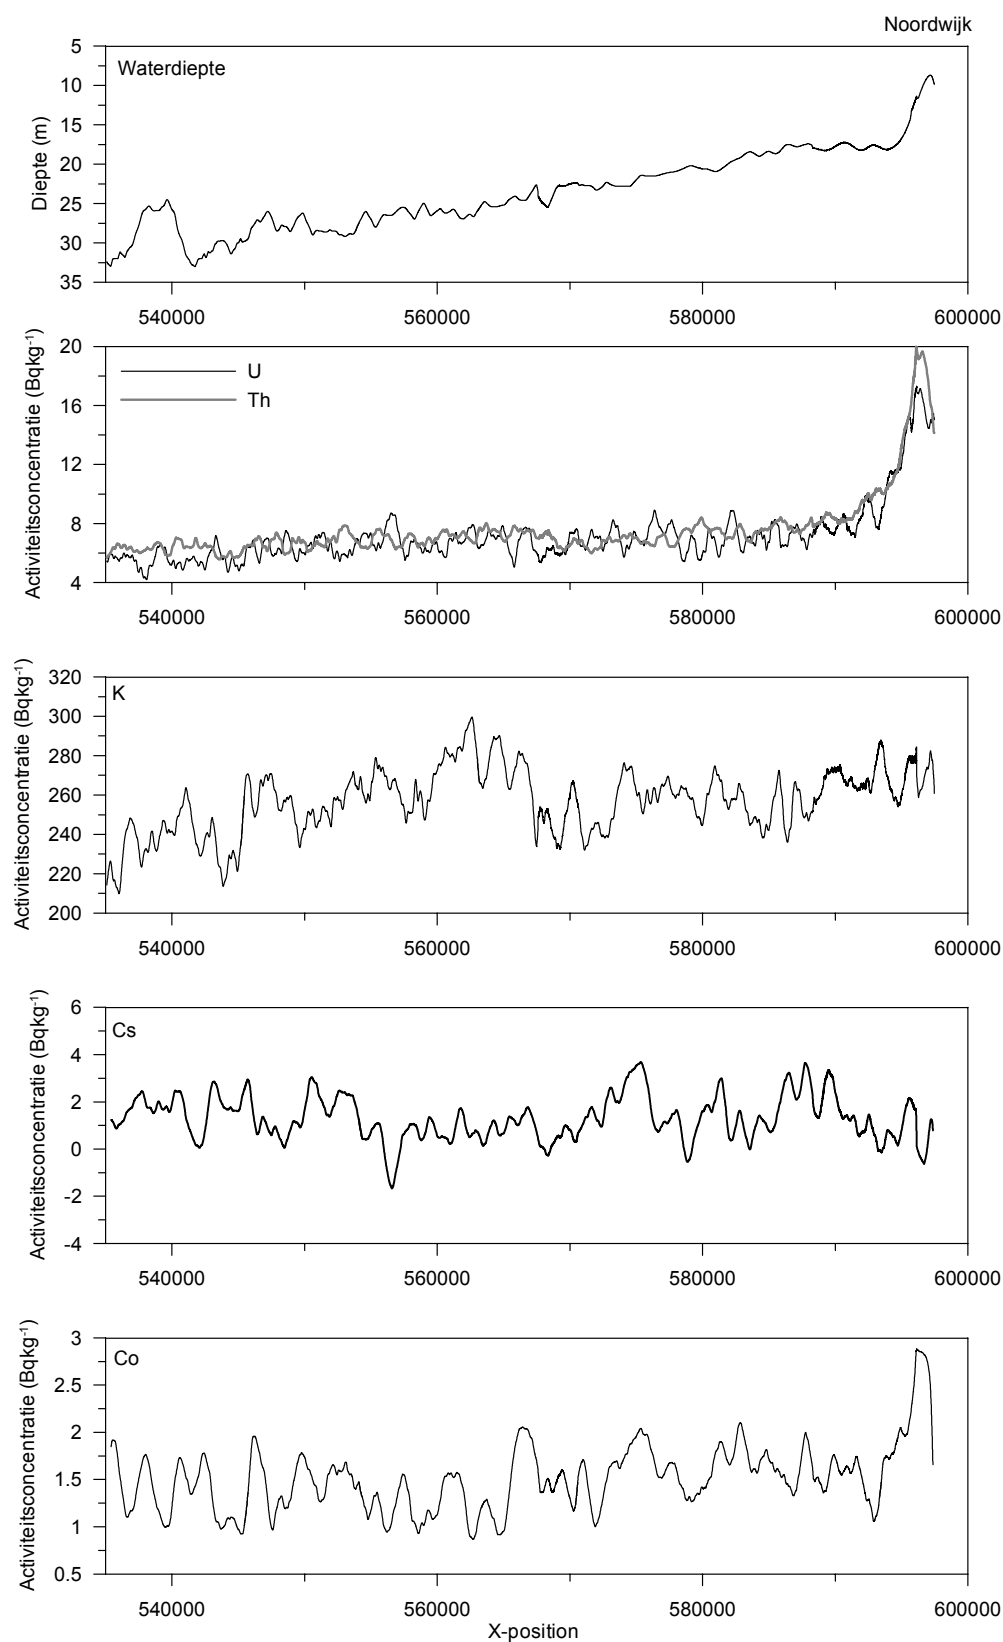 Noordwijk
Waterdiepte
Diepte (m)
5
10
15
20
25
30
35
540000 560000 580000 600000
Activiteitsconcentratie (Bqkg-1)
20
16
12
8
4
U
Th
540000 560000 580000 600000
Activiteitsconcentratie (Bqkg-1)
K
320
300
280
260
240
220
200
540000 560000 580000 600000
Activiteitsconcentratie (Bqkg-1)
Cs
6
4
2
0
-2
-4
540000 560000 580000 600000
Activiteitsconcentratie (Bqkg-1)
Co
3
2.5
2
1.5
1
0.5
540000 560000 580000 600000
X-position